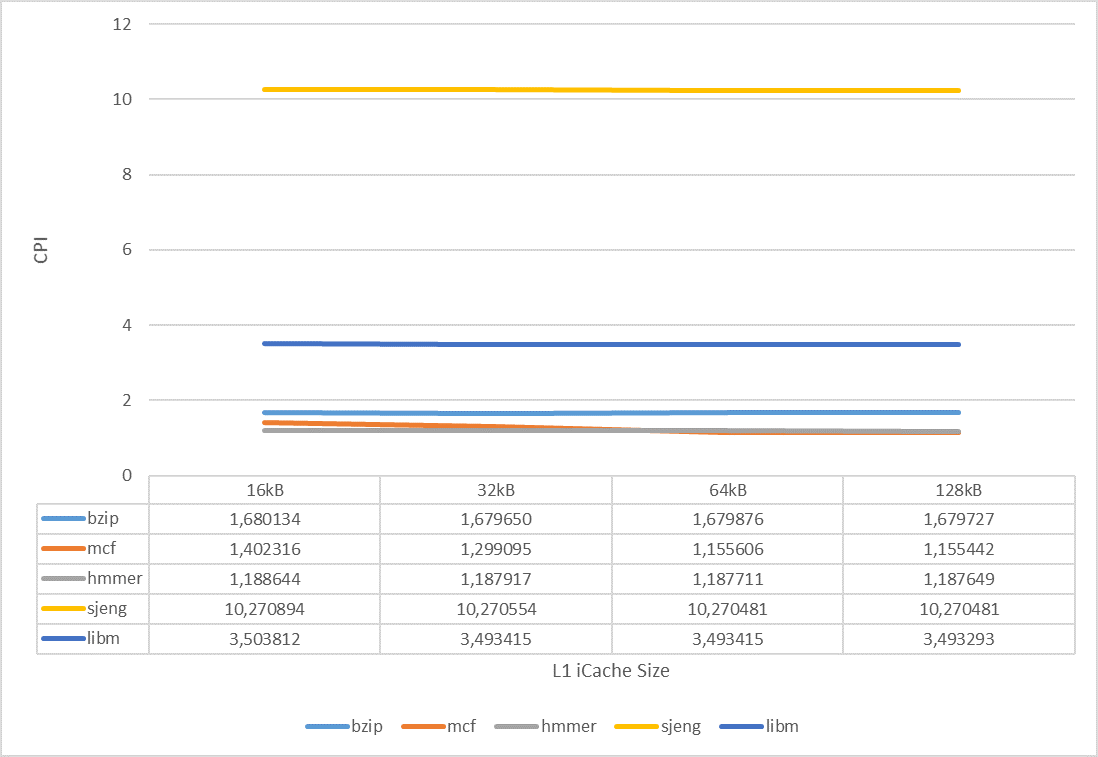 12
10
8
6
4
2
0
CPI
16kB 32kB 64kB 128kB
bzip 1,680134 1,679650 1,679876 1,679727
mcf 1,402316 1,299095 1,155606 1,155442
hmmer 1,188644 1,187917 1,187711 1,187649
sjeng 10,270894 10,270554 10,270481 10,270481
libm 3,503812 3,493415 3,493415 3,493293
L1 iCache Size
bzip mcf hmmer sjeng libm